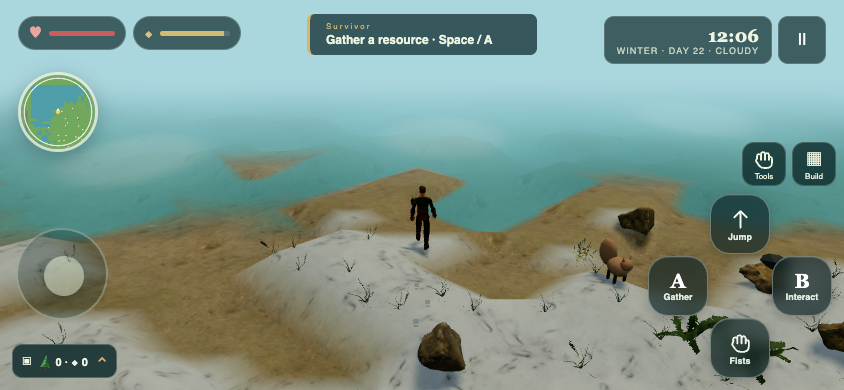 Survivor
Gather a resource · Space / A
12:06
WINTER · DAY 22 · CLOUDY
Tools
Build
Jump
A
Gather
B
Interact
Fists
0 · ◆ 0